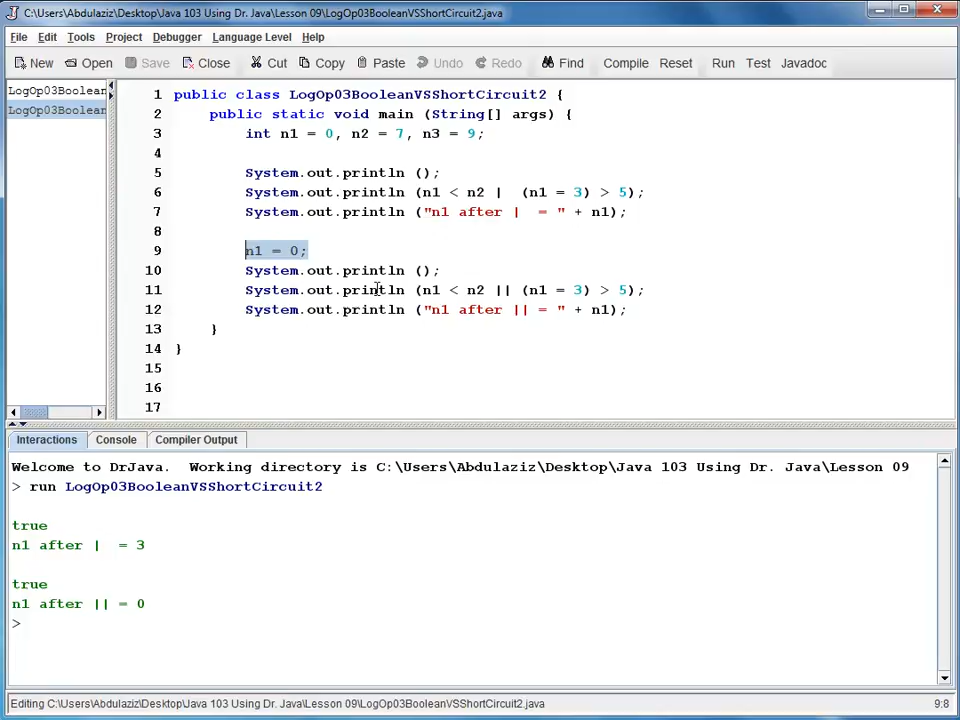 C:\Users\Abdulaziz\Desktop\Java 103 Using Dr. Java\Lesson 09\LogOp03BooleanVSShortCircuit2.java
File Edit Tools Project Debugger Language Level Help
New Open Save Close Cut Copy Paste Undo Redo Find Compile Reset Run Test Javadoc
LogOp03Boolean
LogOp03Boolean
1 public class LogOp03BooleanVSShortCircuit2 {
2 public static void main (String[] args) {
3 int n1 = 0, n2 = 7, n3 = 9;
4
5 System.out.println ();
6 System.out.println (n1 < n2 |  (n1 = 3) > 5);
7 System.out.println ("n1 after |  = " + n1);
8
9 n1 = 0;
10 System.out.println ();
11 System.out.println (n1 < n2 || (n1 = 3) > 5);
12 System.out.println ("n1 after || = " + n1);
13 }
14 }
15
16
17
Interactions Console Compiler Output
Welcome to DrJava.  Working directory is C:\Users\Abdulaziz\Desktop\Java 103 Using Dr. Java\Lesson 09
> run LogOp03BooleanVSShortCircuit2
true
n1 after |  = 3
true
n1 after || = 0
>
Editing C:\Users\Abdulaziz\Desktop\Java 103 Using Dr. Java\Lesson 09\LogOp03BooleanVSShortCircuit2.java 9:8